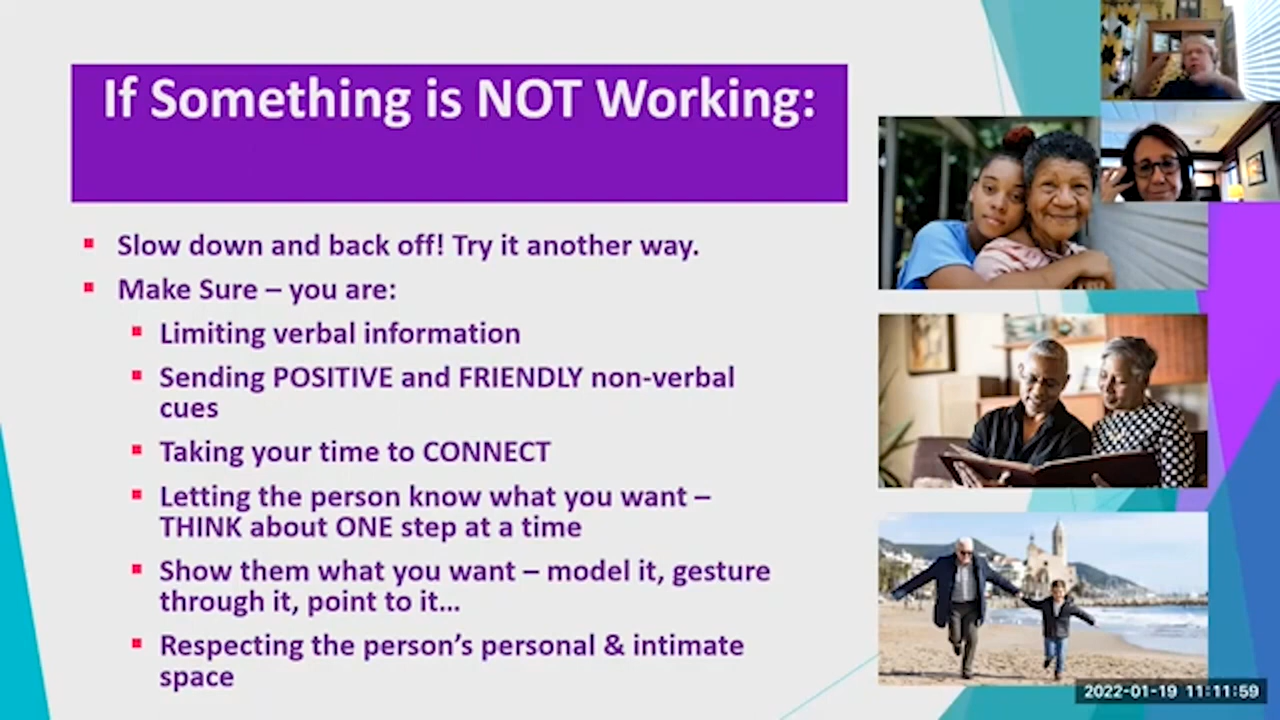 If Something is NOT Working:
Slow down and back off! Try it another way.
Make Sure – you are:
Limiting verbal information
Sending POSITIVE and FRIENDLY non-verbal
cues
Taking your time to CONNECT
Letting the person know what you want –
THINK about ONE step at a time
Show them what you want – model it, gesture
through it, point to it...
Respecting the person’s personal & intimate
space
2022-01-19 11:11:59